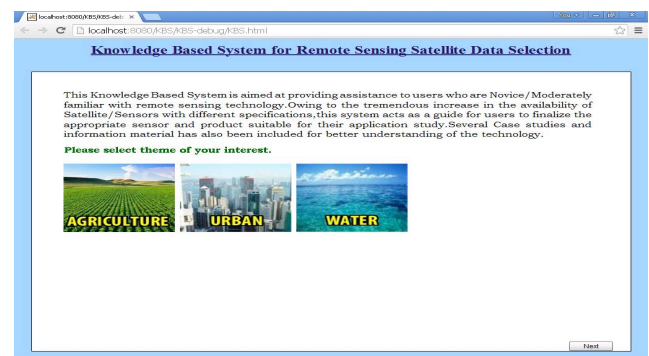 localhost:8080/KBS/KBS-deb
localhost:8080/KBS/KBS-debug/KBS.html
Knowledge Based System for Remote Sensing Satellite Data Selection
This Knowledge Based System is aimed at providing assistance to users who are Novice/Moderately
familiar with remote sensing technology.Owing to the tremendous increase in the availability of
Satellite/Sensors with different specifications,this system acts as a guide for users to finalize the
appropriate sensor and product suitable for their application study.Several Case studies and
information material has also been included for better understanding of the technology.
Please select theme of your interest.
AGRICULTURE URBAN WATER
Next